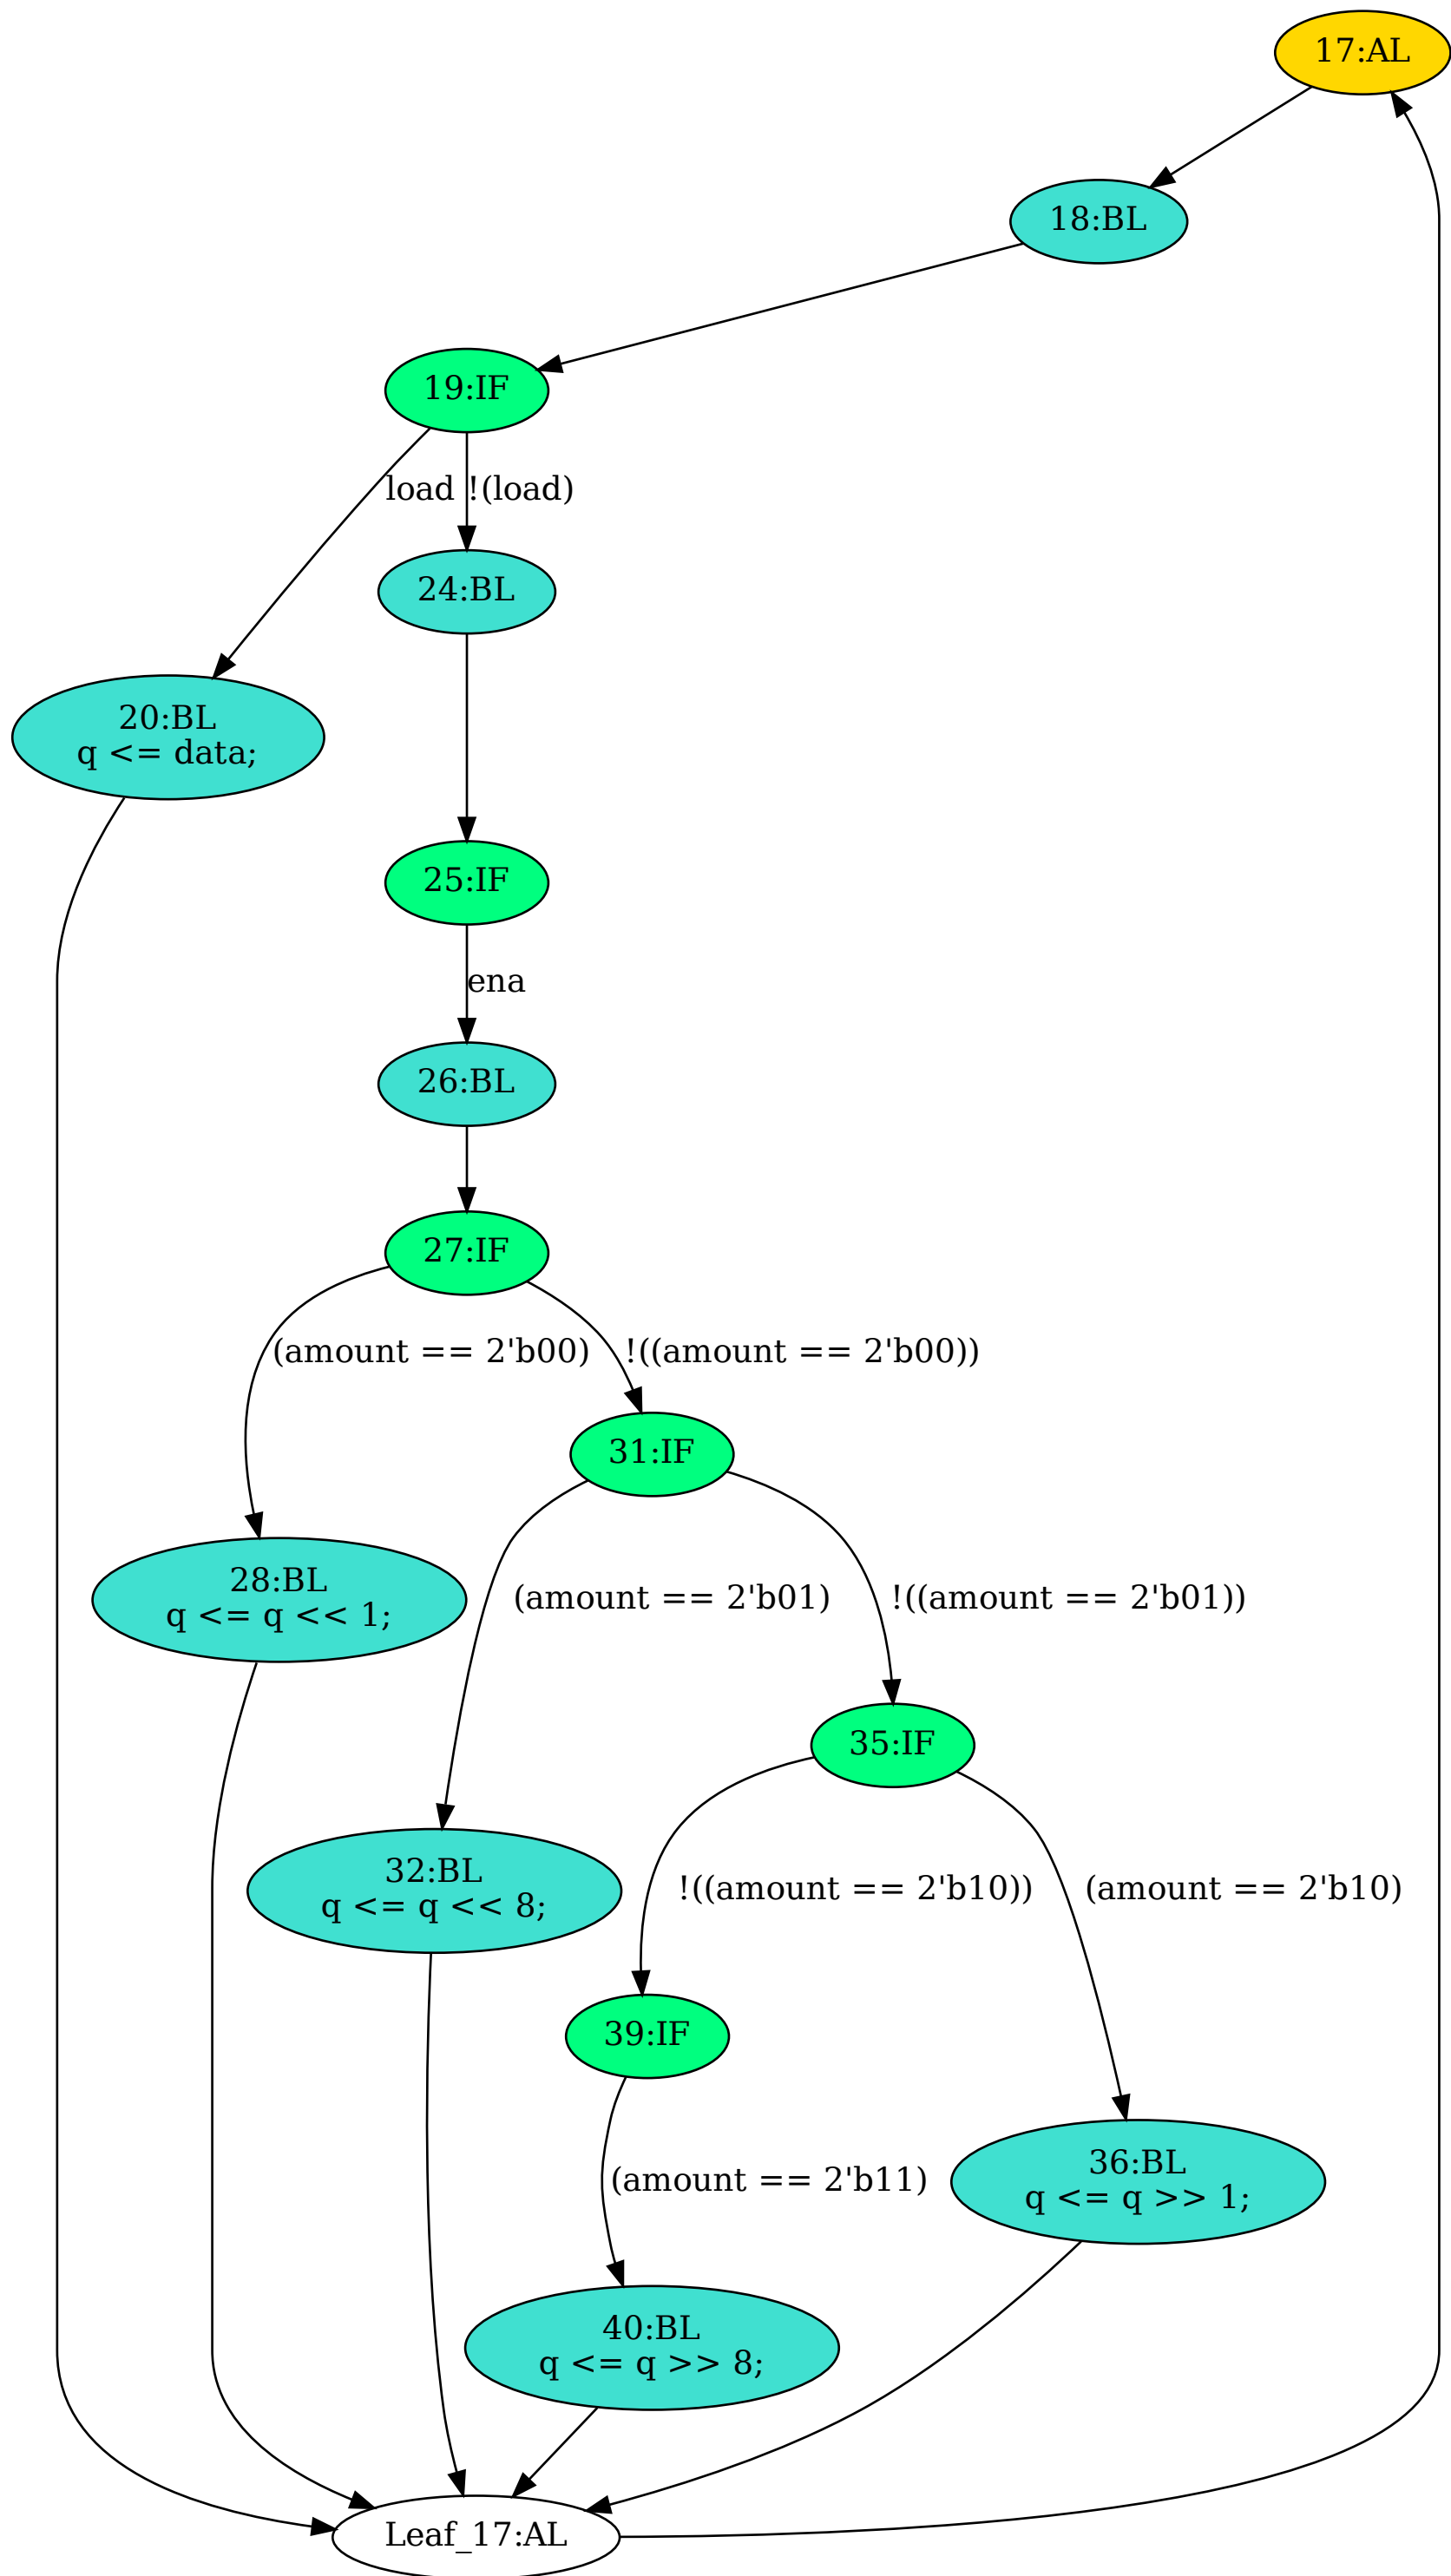 17:AL
18:BL
19:IF
load !(load)
24:BL
20:BL
q <= data;
25:IF
ena
26:BL
27:IF
(amount == 2'b00) !((amount == 2'b00))
31:IF
28:BL
q <= q << 1;
(amount == 2'b01) !((amount == 2'b01))
35:IF
32:BL
q <= q << 8;
!((amount == 2'b10)) (amount == 2'b10)
39:IF
(amount == 2'b11)
36:BL
q <= q >> 1;
40:BL
q <= q >> 8;
Leaf_17:AL